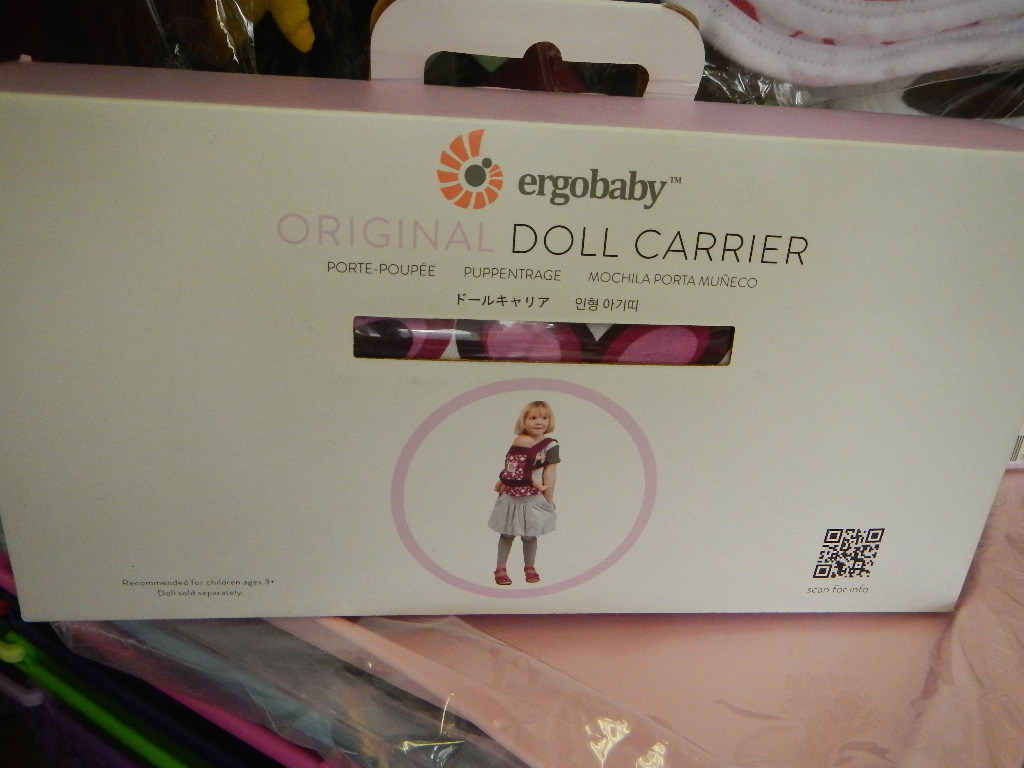 ergobaby™
ORIGINAL DOLL CARRIER
PORTE-POUPÉE PUPPENTRAGE MOCHILA PORTA MUÑECO
ドールキャリア 인형 아기띠
Recommended for children ages 3+
Doll sold separately.
scan for info